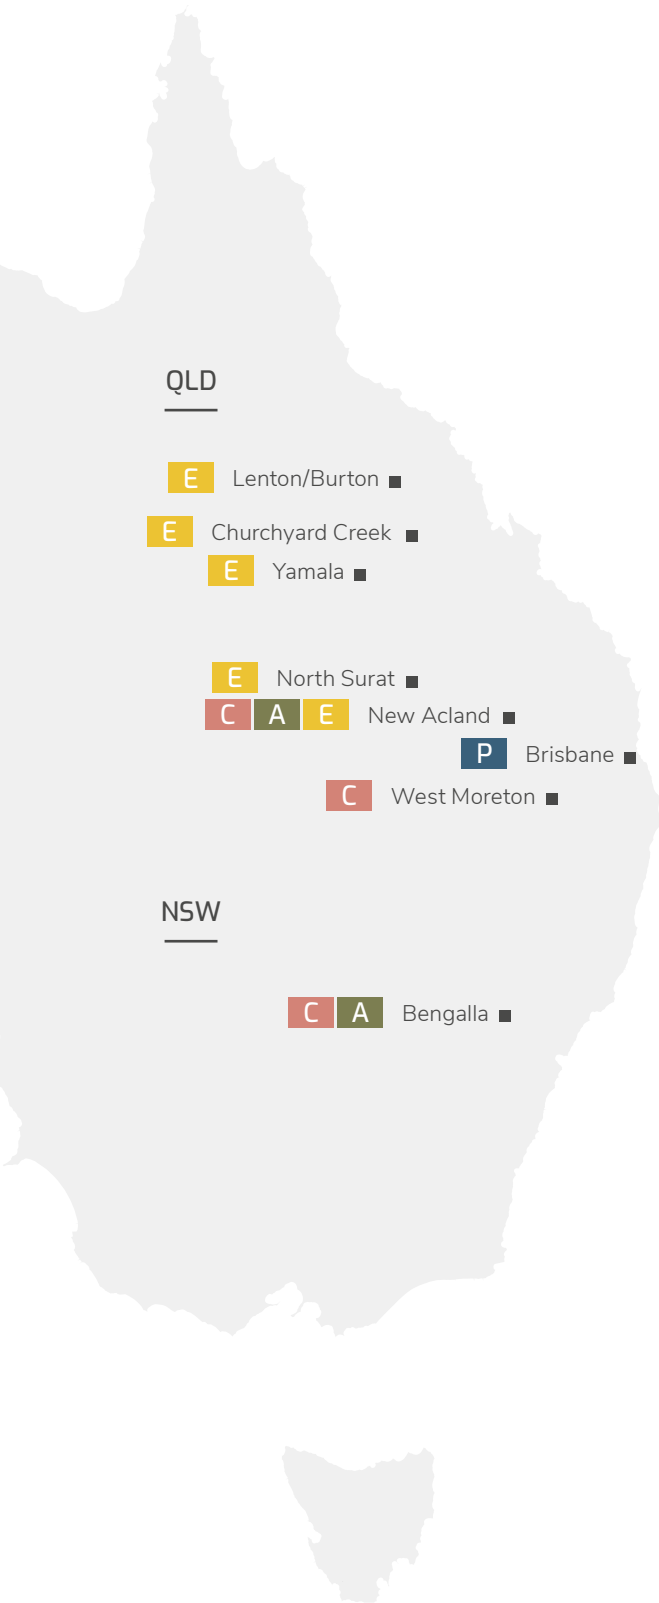 QLD
E Lenton/Burton
E Churchyard Creek
E Yamala
E North Surat
C A E New Acland
P Brisbane
C West Moreton
NSW
C A Bengalla